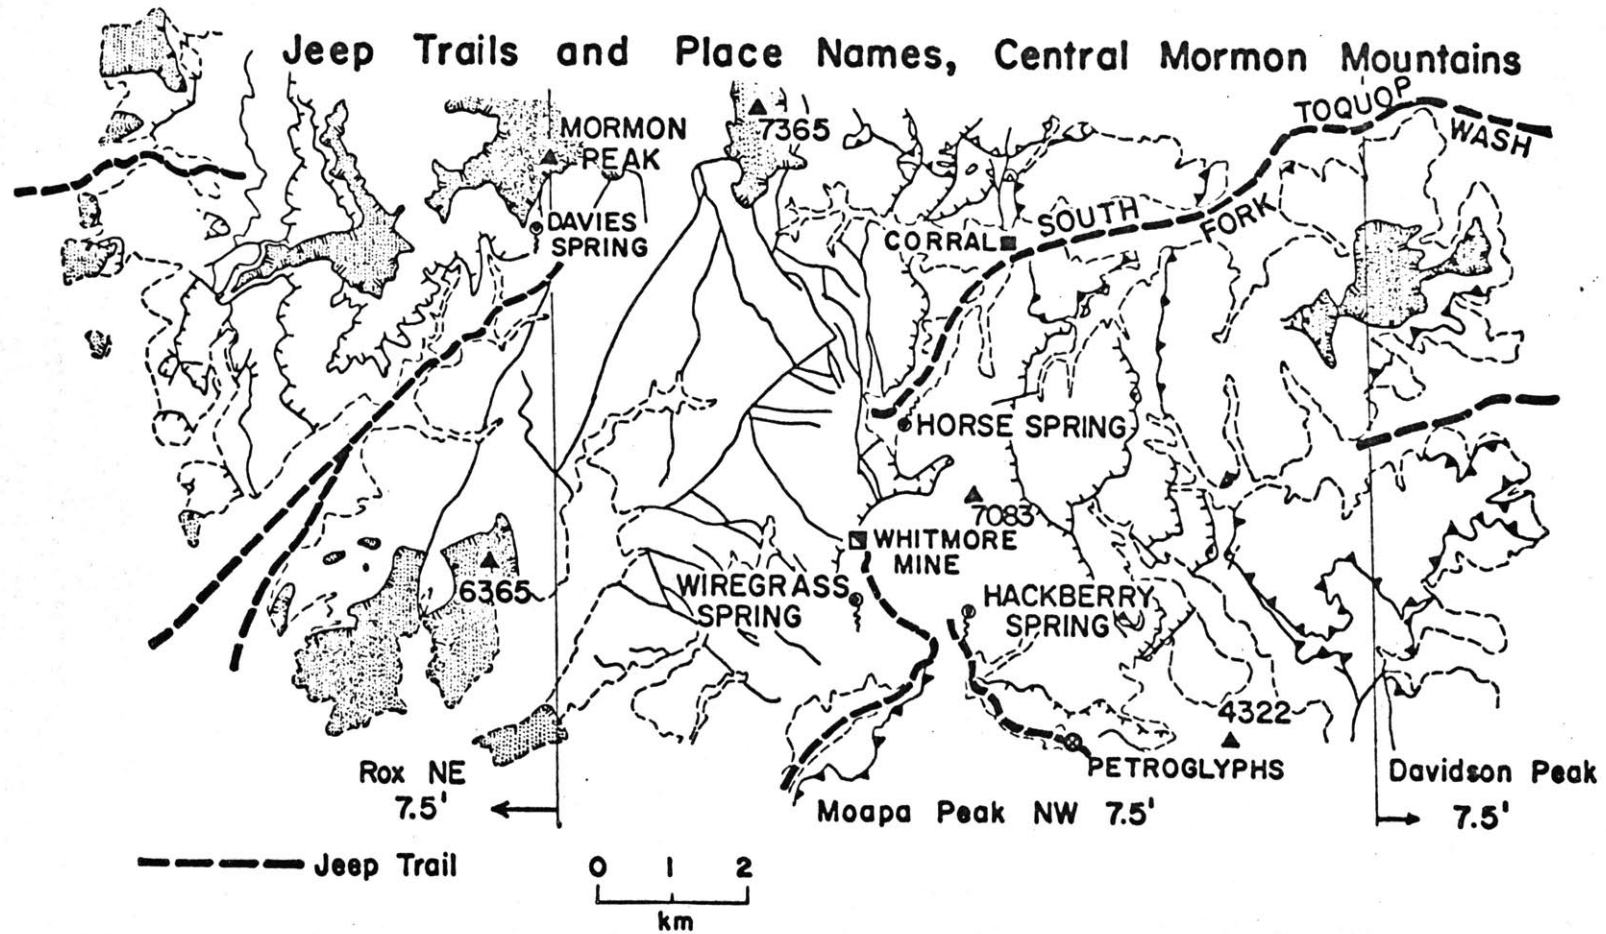 Jeep Trails and Place Names, Central Mormon Mountains
TOQUOP
WASH
7365
MORMON
PEAK
DAVIES
SPRING
SOUTH
FORK
CORRAL
HORSE SPRING
7083
WHITMORE
MINE
6365
WIREGRASS
SPRING
HACKBERRY
SPRING
4322
PETROGLYPHS
Rox NE
7.5'
Moapa Peak NW 7.5'
Davidson Peak
7.5'
Jeep Trail
0 1 2
km